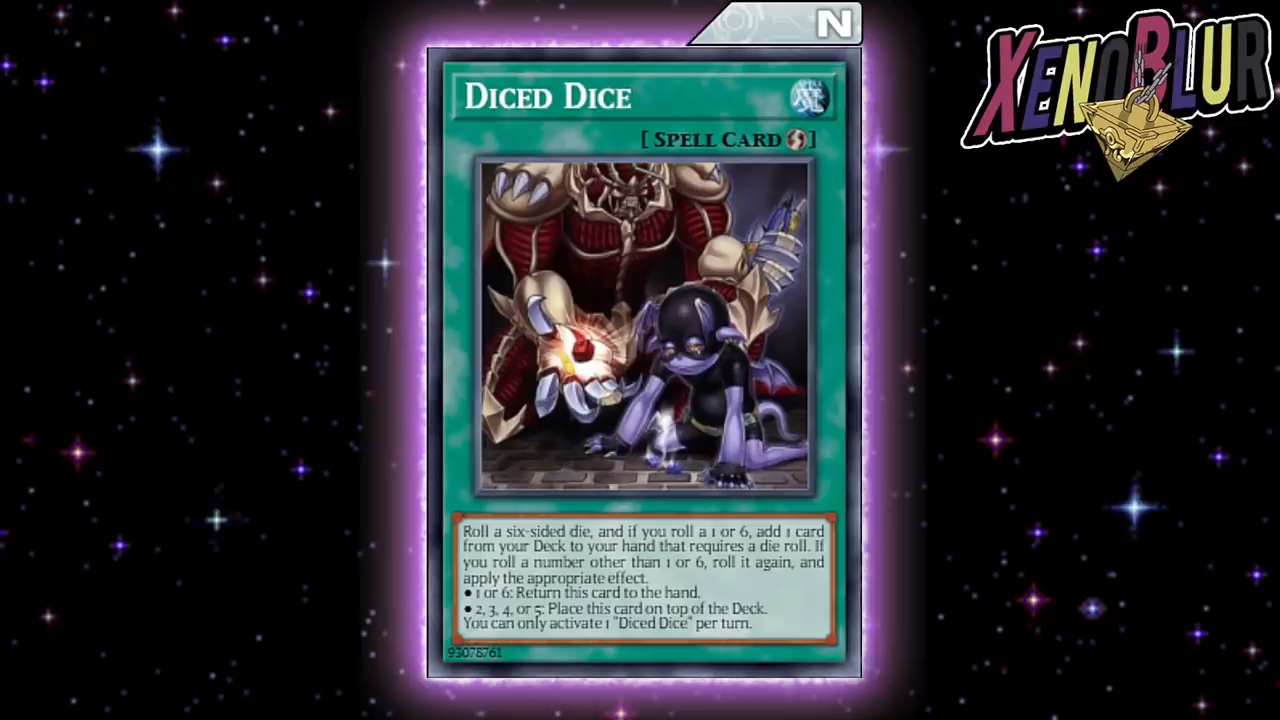 N
XENOBLUR
DICED DICE
[ SPELL CARD ]
Roll a six-sided die, and if you roll a 1 or 6, add 1 card
from your Deck to your hand that requires a die roll. If
you roll a number other than 1 or 6, roll it again, and
apply the appropriate effect.
● 1 or 6: Return this card to the hand.
● 2, 3, 4, or 5: Place this card on top of the Deck.
You can only activate 1 "Diced Dice" per turn.
93078761